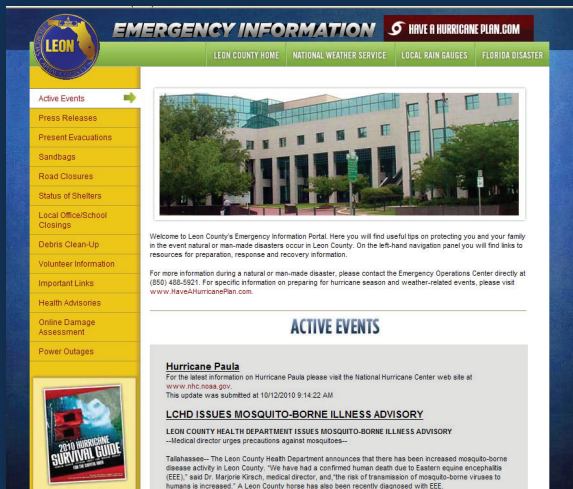 LEON
EMERGENCY INFORMATION
HAVE A HURRICANE PLAN.COM
LEON COUNTY HOME NATIONAL WEATHER SERVICE LOCAL RAIN GAUGES FLORIDA DISASTER
Active Events
Press Releases
Present Evacuations
Sandbags
Road Closures
Status of Shelters
Local Office/School
Closings
Debris Clean-Up
Volunteer Information
Important Links
Health Advisories
Online Damage
Assessment
Power Outages
2010 HURRICANE
SURVIVAL GUIDE
FOR THE CAPITAL AREA
Welcome to Leon County's Emergency Information Portal. Here you will find useful tips on protecting you and your family
in the event natural or man-made disasters occur in Leon County. On the left-hand navigation panel you will find links to
resources for preparation, response and recovery information.
For more information during a natural or man-made disaster, please contact the Emergency Operations Center directly at
(850) 488-5921. For specific information on preparing for hurricane season and weather-related events, please visit
www.HaveAHurricanePlan.com.
ACTIVE EVENTS
Hurricane Paula
For the latest information on Hurricane Paula please visit the National Hurricane Center web site at
www.nhc.noaa.gov.
This update was submitted at 10/12/2010 9:14:22 AM
LCHD ISSUES MOSQUITO-BORNE ILLNESS ADVISORY
LEON COUNTY HEALTH DEPARTMENT ISSUES MOSQUITO-BORNE ILLNESS ADVISORY
--Medical director urges precautions against mosquitoes--
Tallahassee-- The Leon County Health Department announces that there has been increased mosquito-borne
disease activity in Leon County. "We have had a confirmed human death due to Eastern equine encephalitis
(EEE)," said Dr. Marjorie Kirsch, medical director, and,"the risk of transmission of mosquito-borne viruses to
humans is increased." A Leon County horse has also been recently diagnosed with EEE.